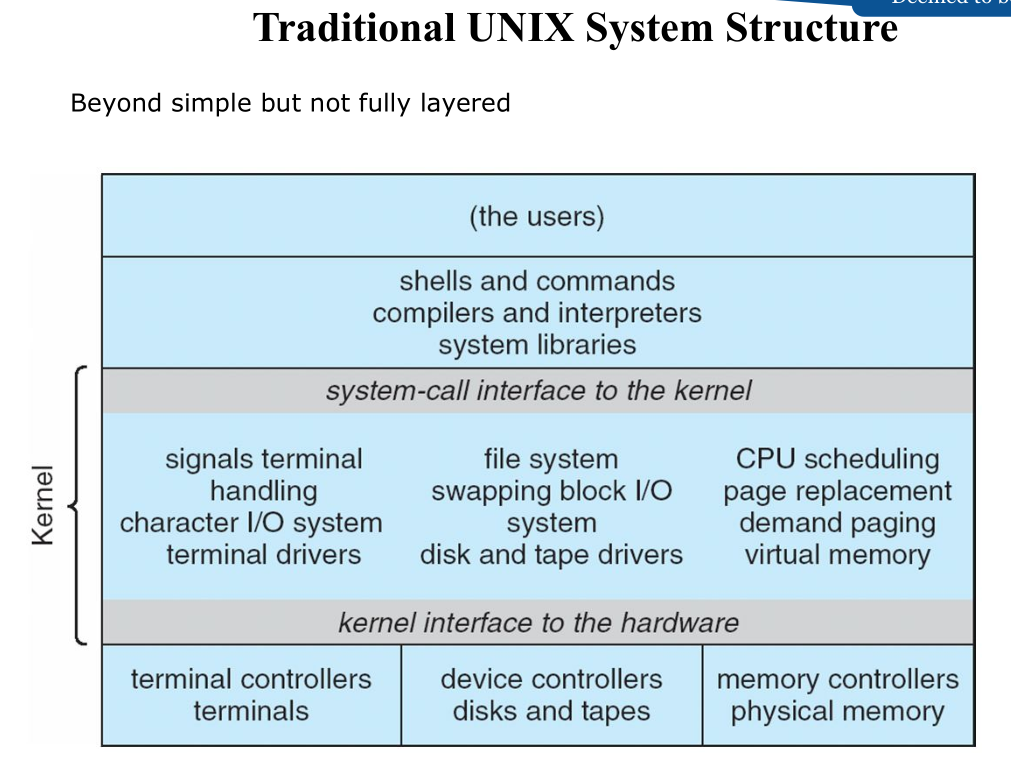 Deemed to
Traditional UNIX System Structure
Beyond simple but not fully layered
(the users)
shells and commands
compilers and interpreters
system libraries
system-call interface to the kernel
Kernel
signals terminal
handling
character I/O system
terminal drivers
file system
swapping block I/O
system
disk and tape drivers
CPU scheduling
page replacement
demand paging
virtual memory
kernel interface to the hardware
terminal controllers
terminals
device controllers
disks and tapes
memory controllers
physical memory